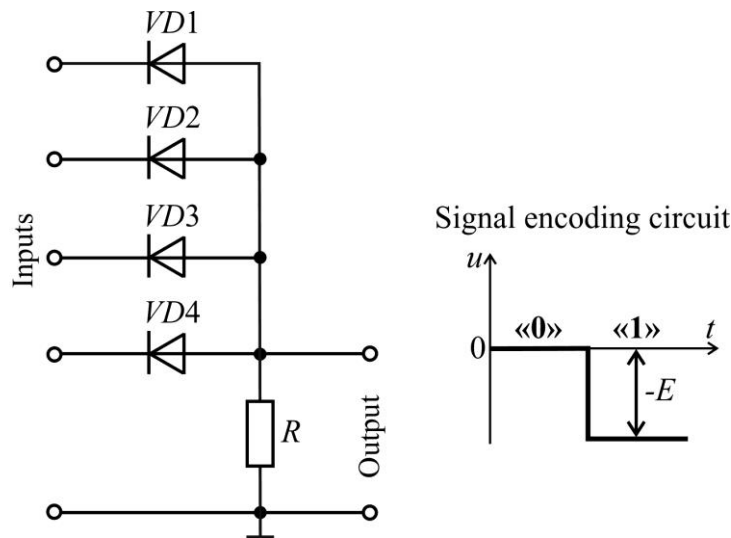 VD1
VD2
VD3
VD4
Inputs
R
Output
Signal encoding circuit
u
0
«0» «1»
t
-E